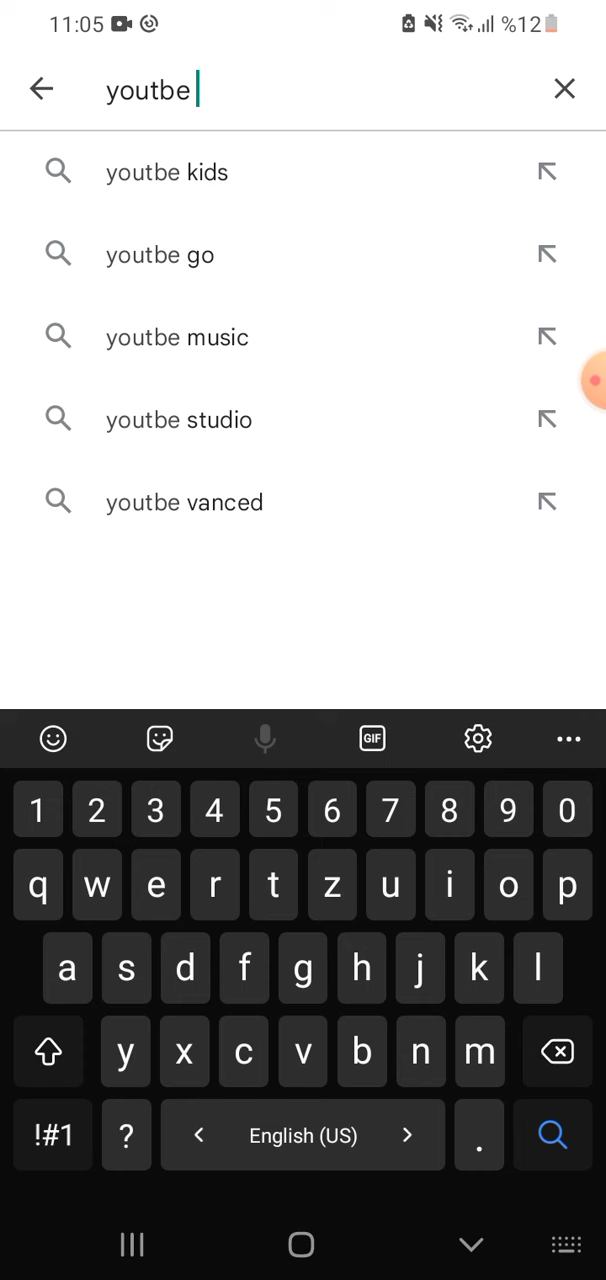 11:05 %12
youtbe
youtbe kids
youtbe go
youtbe music
youtbe studio
youtbe vanced
GIF
1 2 3 4 5 6 7 8 9 0
q w e r t z u i o p
a s d f g h j k l
y x c v b n m
!#1 ? < English (US) > .